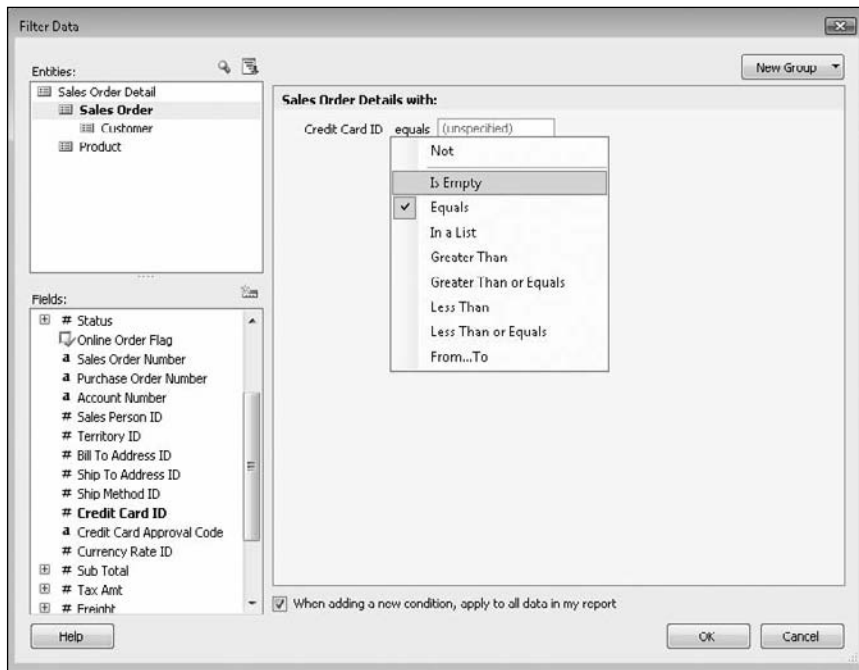 Filter Data
Entities:
New Group
Sales Order Detail
Sales Order
Customer
Product
Sales Order Details with:
Credit Card ID equals (unspecified)
Not
Is Empty
Equals
In a List
Greater Than
Greater Than or Equals
Less Than
Less Than or Equals
From...To
Fields:
# Status
Online Order Flag
a Sales Order Number
a Purchase Order Number
a Account Number
# Sales Person ID
# Territory ID
# Bill To Address ID
# Ship To Address ID
# Ship Method ID
# Credit Card ID
a Credit Card Approval Code
# Currency Rate ID
# Sub Total
# Tax Amt
# Freight
When adding a new condition, apply to all data in my report
Help
OK
Cancel